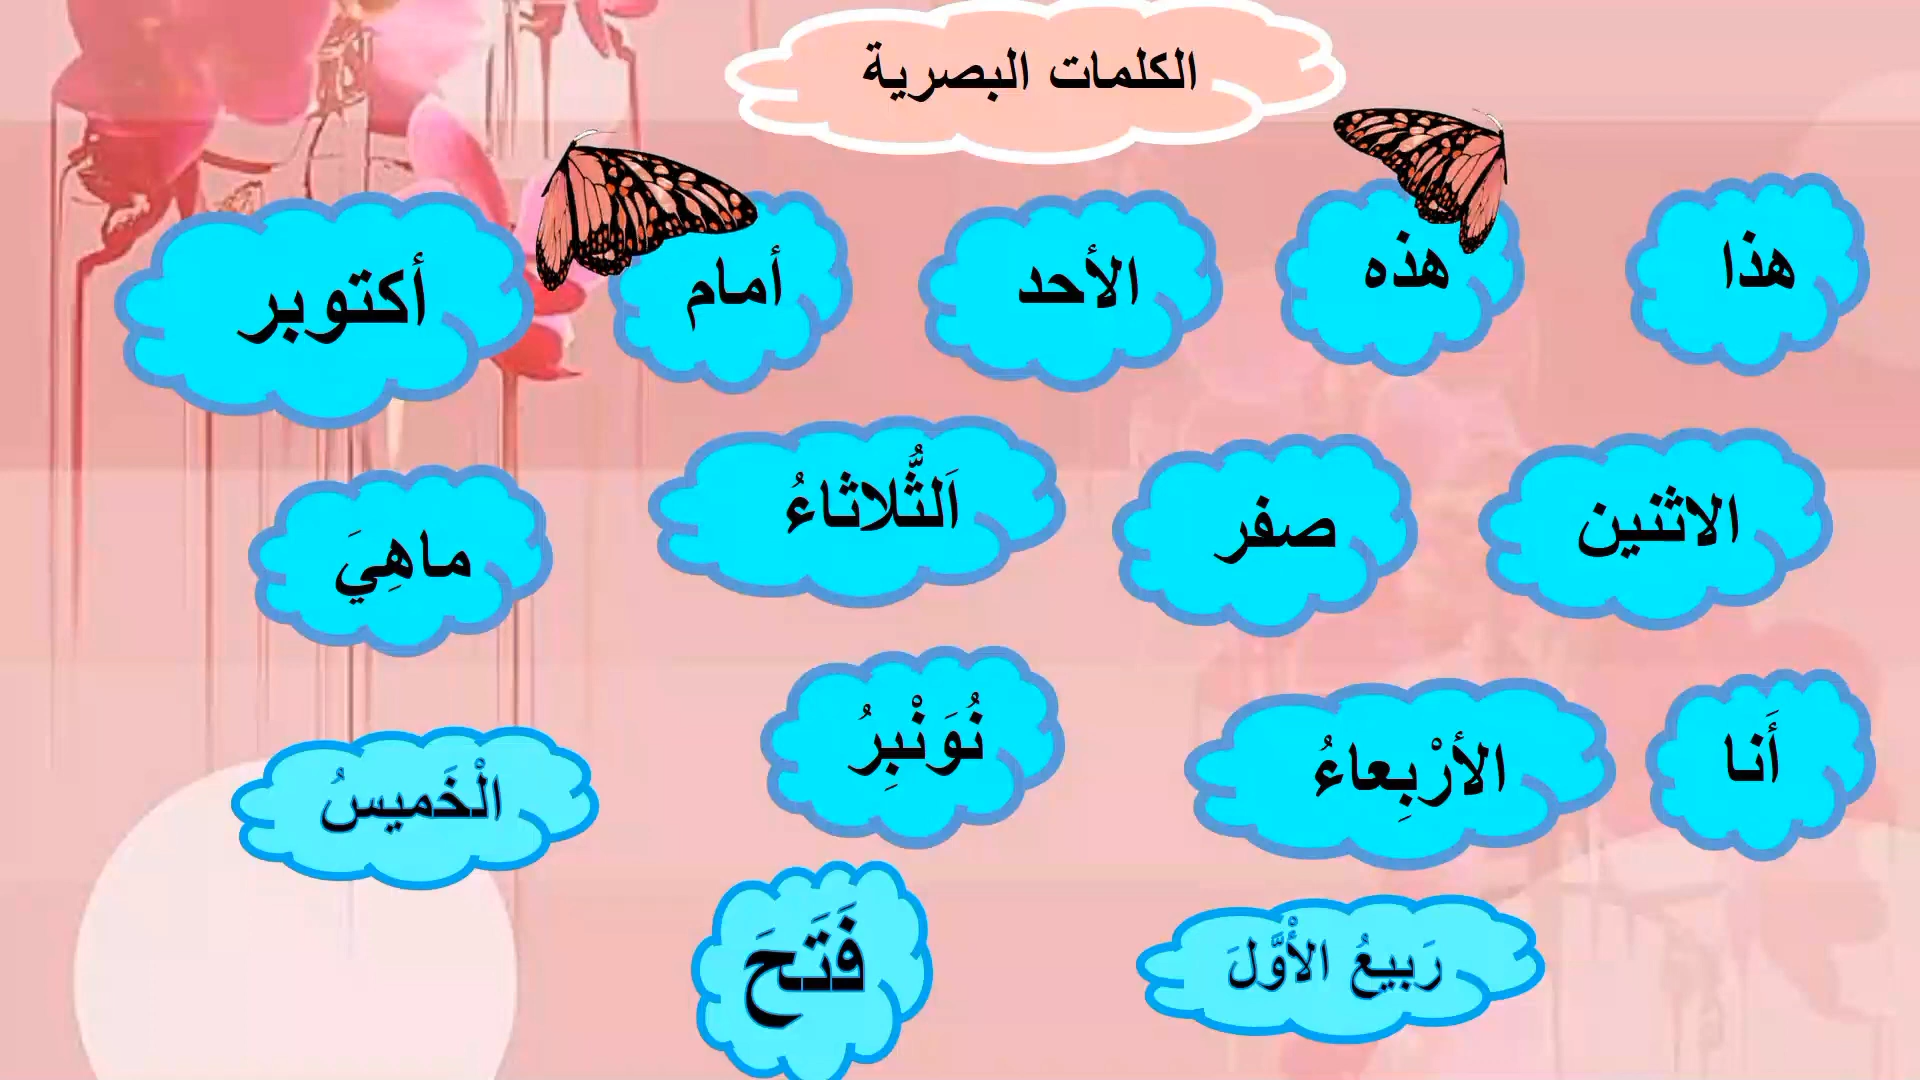 الكلمات البصرية
هذا
هذه
الأحد
أمام
أكتوبر
الاثنين
صفر
اَلثُّلاثاءُ
ماهِيَ
أَنا
الأرْبِعاءُ
نُوَنْبِرُ
الْخَميسُ
رَبيعُ الأْوَّلَ
فَتَحَ